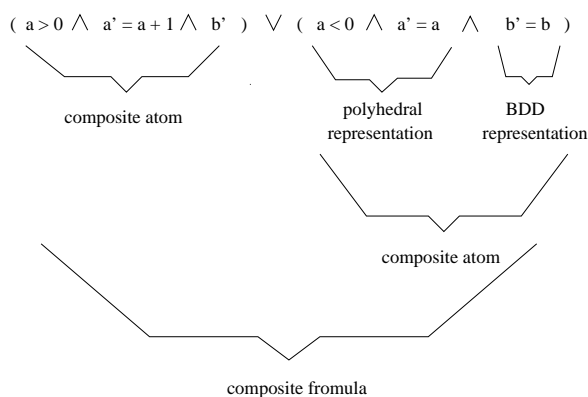 ( a > 0 ∧ a' = a + 1 ∧ b' ) ∨ ( a < 0 ∧ a' = a ∧ b' = b )
composite atom
polyhedral
representation
BDD
representation
composite atom
composite fromula